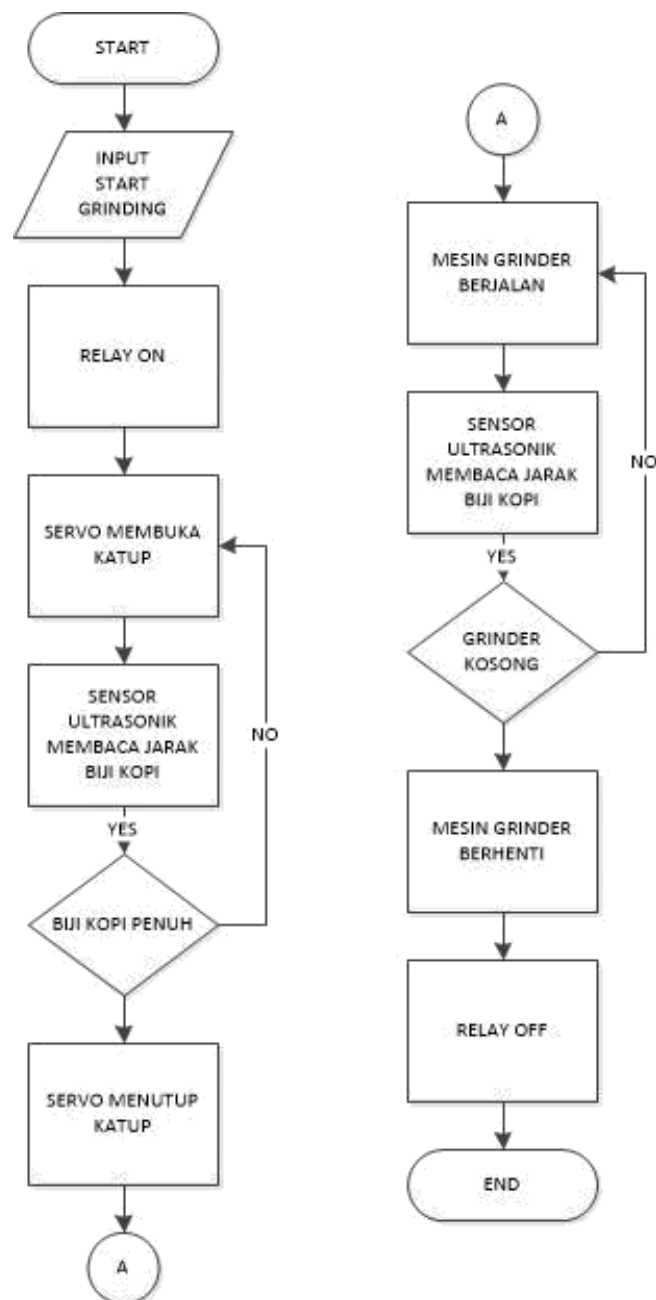 START
INPUT
START
GRINDING
RELAY ON
SERVO MEMBUKA
KATUP
SENSOR
ULTRASONIK
MEMBACA JARAK
BIJI KOPI
NO
YES
BIJI KOPI PENUH
SERVO MENUTUP
KATUP
A
A
MESIN GRINDER
BERJALAN
SENSOR
ULTRASONIK
MEMBACA JARAK
BIJI KOPI
NO
YES
GRINDER
KOSONG
MESIN GRINDER
BERHENTI
RELAY OFF
END